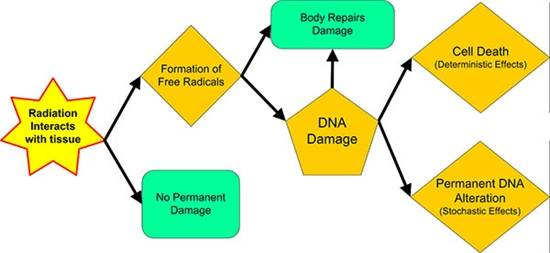 Radiation
Interacts
with tissue
Formation of
Free Radicals
No Permanent
Damage
Body Repairs
Damage
DNA
Damage
Cell Death
(Deterministic Effects)
Permanent DNA
Alteration
(Stochastic Effects)